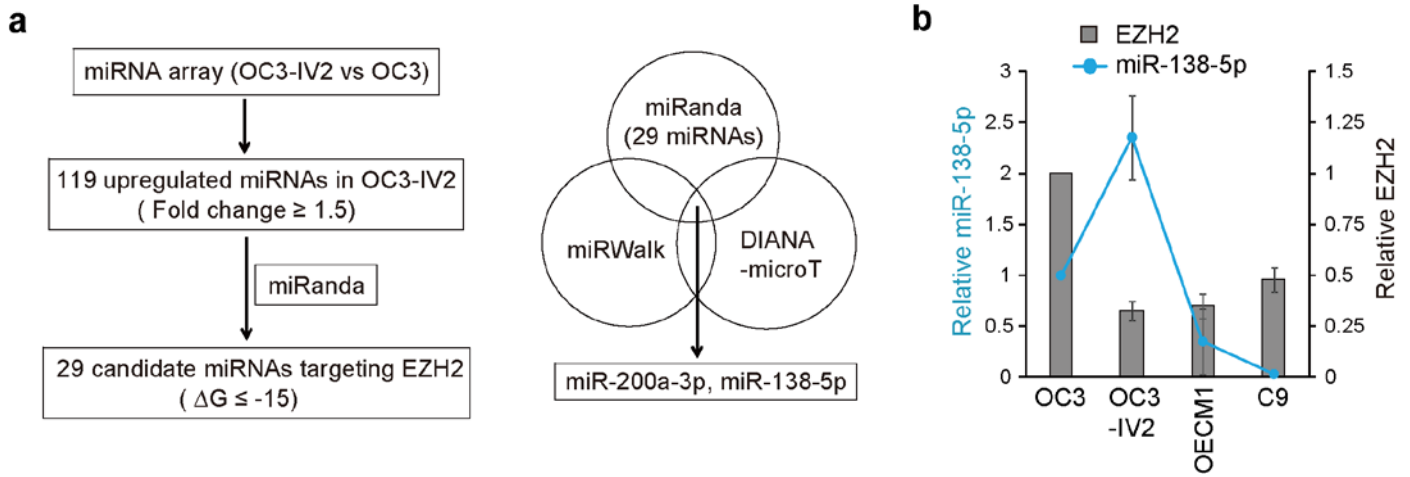 a
miRNA array (OC3-IV2 vs OC3)
119 upregulated miRNAs in OC3-IV2
( Fold change ≥ 1.5)
miRanda
29 candidate miRNAs targeting EZH2
( ΔG ≤ -15)
miRanda
(29 miRNAs)
miRWalk
DIANA
-microT
miR-200a-3p, miR-138-5p
b
EZH2
miR-138-5p
Relative miR-138-5p
3
2.5
2
1.5
1
0.5
0
1.5
1.25
1
0.75
0.5
0.25
0
Relative EZH2
OC3
OC3
-IV2
OECM1
C9